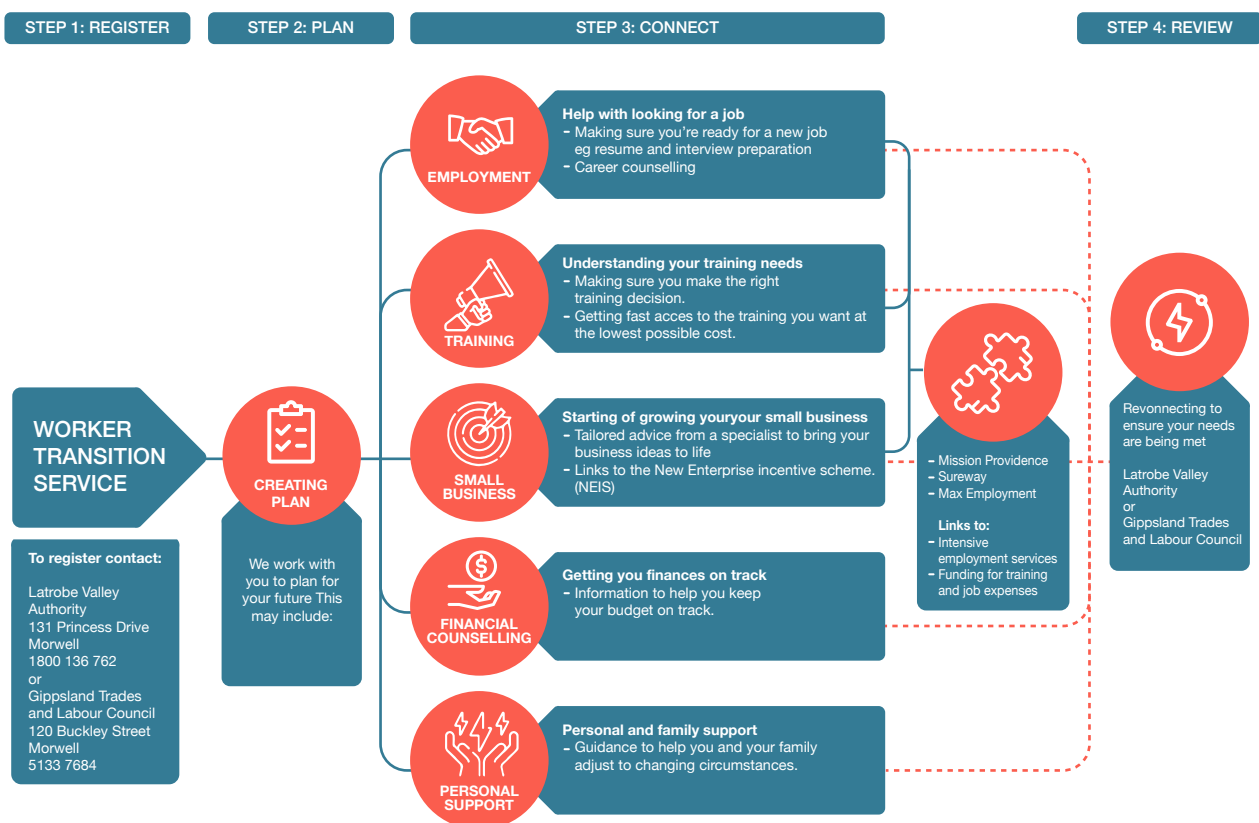 STEP 1: REGISTER
STEP 2: PLAN
STEP 3: CONNECT
STEP 4: REVIEW
WORKER
TRANSITION
SERVICE
To register contact:
Latrobe Valley
Authority
131 Princess Drive
Morwell
1800 136 762
or
Gippsland Trades
and Labour Council
120 Buckley Street
Morwell
5133 7684
CREATING
PLAN
We work with
you to plan for
your future This
may include:
EMPLOYMENT
Help with looking for a job
- Making sure you're ready for a new job
eg resume and interview preparation
- Career counselling
TRAINING
Understanding your training needs
- Making sure you make the right
training decision.
- Getting fast acces to the training you want at
the lowest possible cost.
SMALL
BUSINESS
Starting of growing youryour small business
- Tailored advice from a specialist to bring your
business ideas to life
- Links to the New Enterprise incentive scheme.
(NEIS)
FINANCIAL
COUNSELLING
Getting you finances on track
- Information to help you keep
your budget on track.
PERSONAL
SUPPORT
Personal and family support
- Guidance to help you and your family
adjust to changing circumstances.
- Mission Providence
- Sureway
- Max Employment
Links to:
- Intensive
employment services
- Funding for training
and job expenses
Revonnecting to
ensure your needs
are being met
Latrobe Valley
Authority
or
Gippsland Trades
and Labour Council